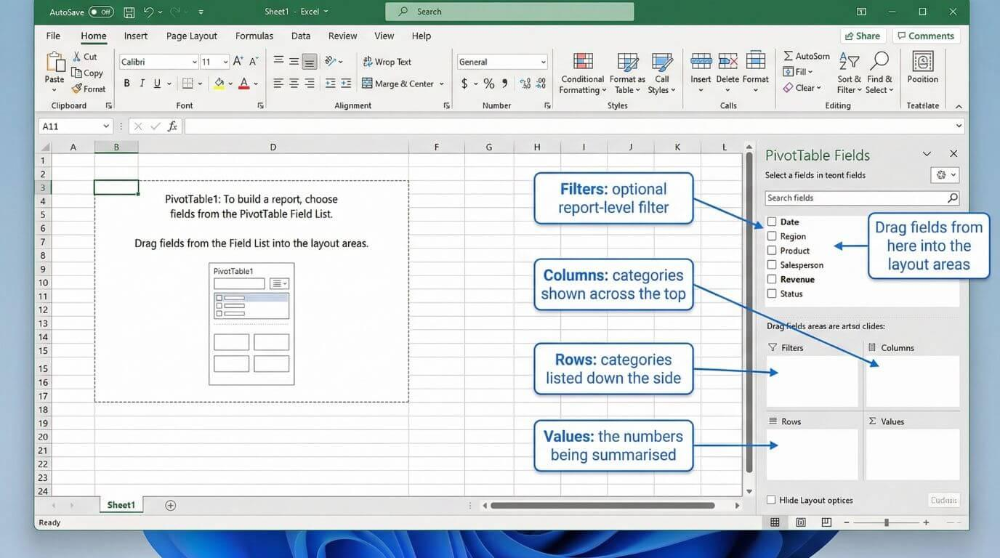 AutoSave Off
Sheet1 - Excel
Search
File Home Insert Page Layout Formulas Data Review View Help
Share
Comments
Paste
Cut
Copy
Format
Clipboard
Calibri 11
B I U
Font
Wrap Text
Merge & Center
Alignment
General
$ % 9
Number
Conditional
Formatting
Format as
Table
Call
Styles
Styles
Insert
Delete
Format
Calls
AutoSorn
Fill
Clear
Sort &
Filter
Find &
Select
Editing
Position
Teatélate
A11
fx
A B D F G H I J K L
1
2
3
4
5
6
7
8
9
10
11
12
13
14
15
15
16
17
18
19
20
21
22
23
24
PivotTable1: To build a report, choose
fields from the PivotTable Field List.
Drag fields from the Field List into the layout areas.
PivotTable1
Filters: optional
report-level filter
Columns: categories
shown across the top
Rows: categories
listed down the side
Values: the numbers
being summarised
PivotTable Fields
Select a fields in teont fields
Search fields
Date
Region
Product
Salesperson
Revenue
Status
Drag fields from
here into the
layout areas
Drag fields areas are artsd clides:
Filters
Columns
Rows
Σ Values
Hlide Layout optices
Sheet1
Ready